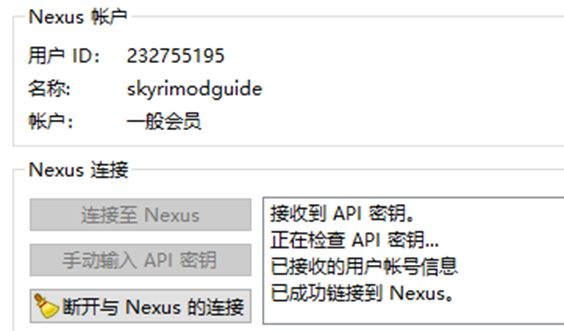 Nexus 帐户
用户 ID： 232755195
名称: skyrimodguide
帐户： 一般会员
Nexus 连接
连接至 Nexus
手动输入 API 密钥
断开与 Nexus 的连接
接收到 API 密钥。
正在检查 API 密钥...
已接收的用户帐号信息
已成功链接到 Nexus。